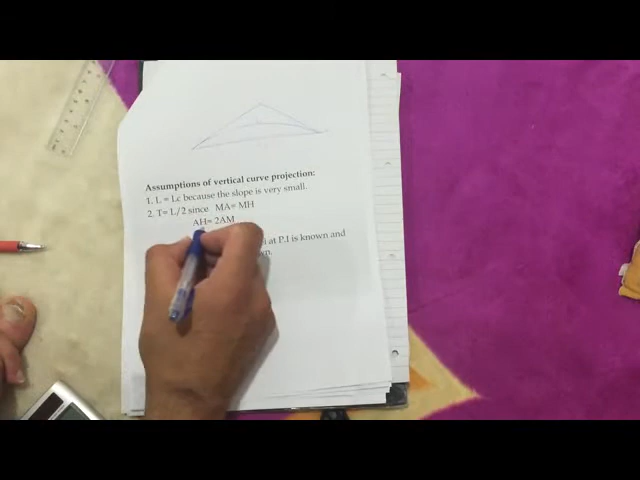 Assumptions of vertical curve projection:
1. L = Lc because the slope is very small.
2. T= L/2 since MA= MH
AH= 2AM
at P.I is known and